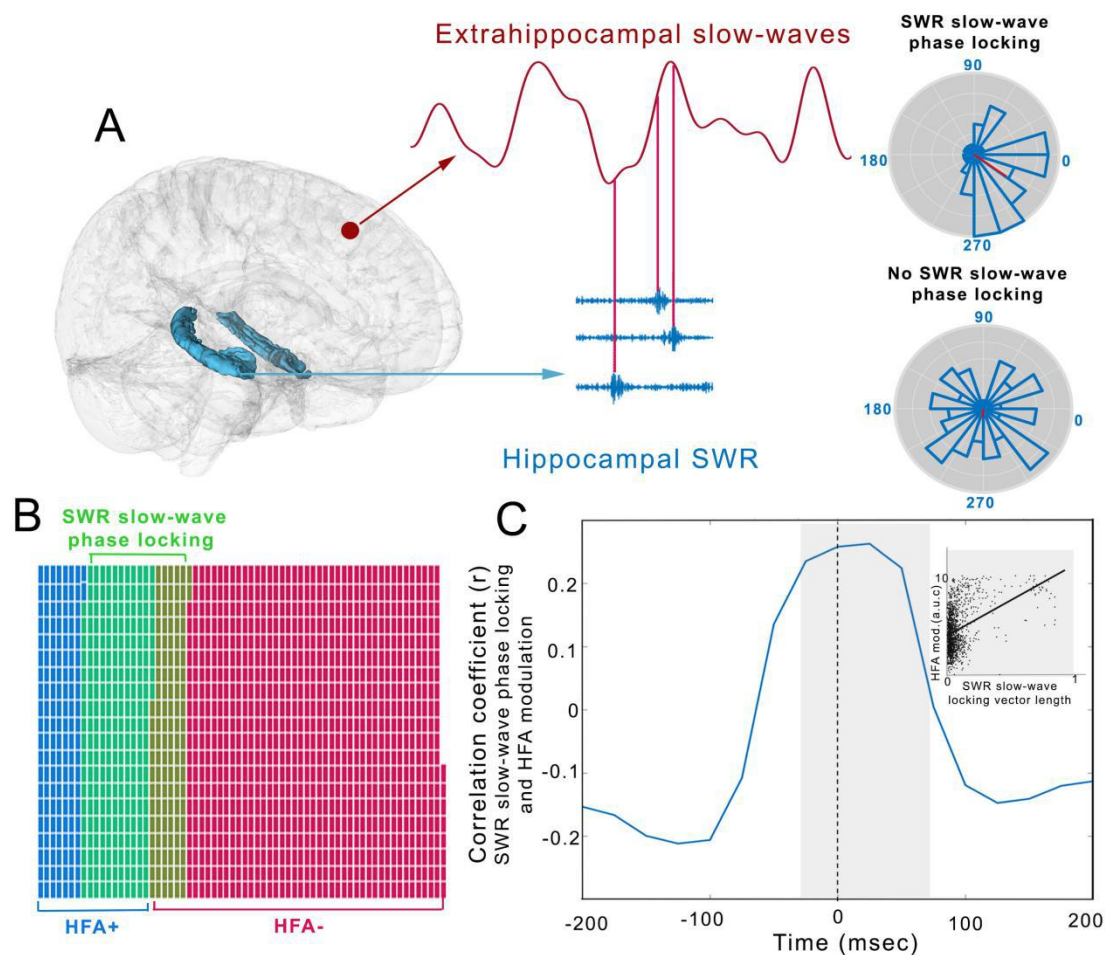 A
Extrahippocampal slow-waves
Hippocampal SWR
SWR slow-wave
phase locking
90
180
0
270
No SWR slow-wave
phase locking
90
180
0
270
B
SWR slow-wave
phase locking
HFA+
HFA-
C
Correlation coefficient (r)
SWR slow-wave phase locking
and HFA modulation
0.2
0.1
0
-0.1
-0.2
-200
-100
0
100
200
Time (msec)
HFA mod.(a.u.c)
10
0
1
SWR slow-wave
locking vector length